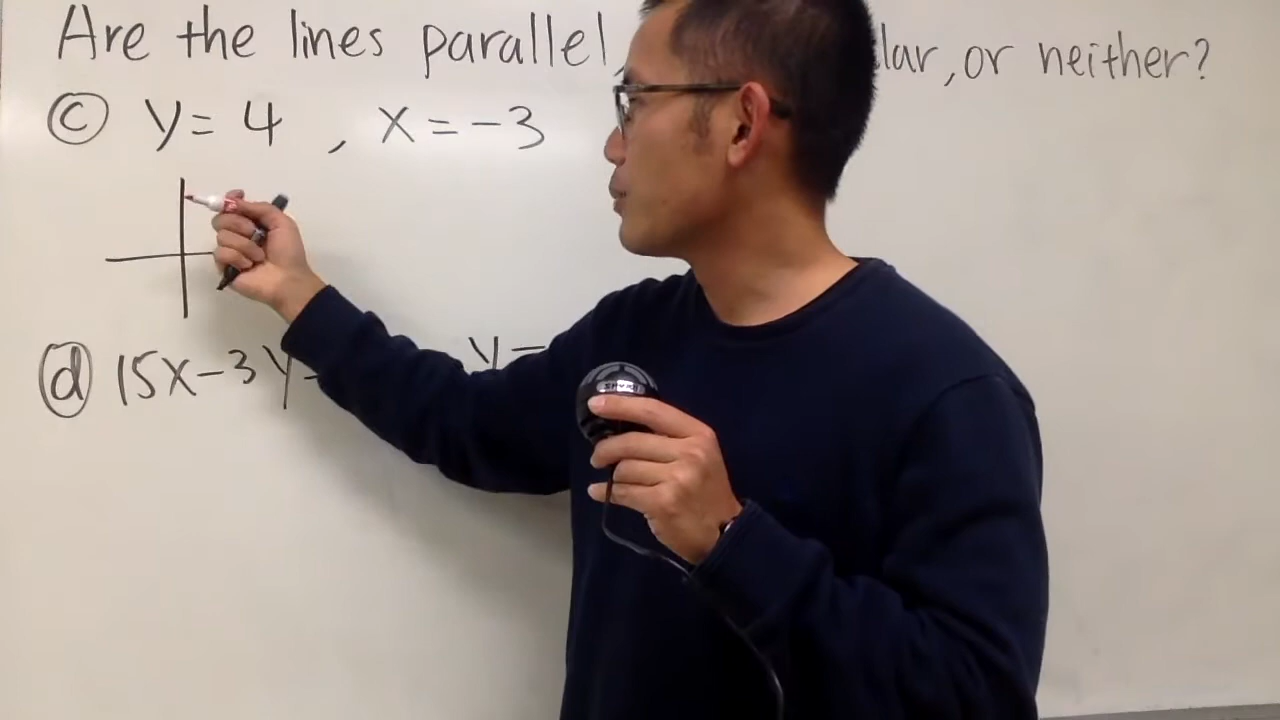 Are the lines parallel, lar, or neither?
ⓒ y = 4 , x = -3
ⓓ 15x - 3y y =